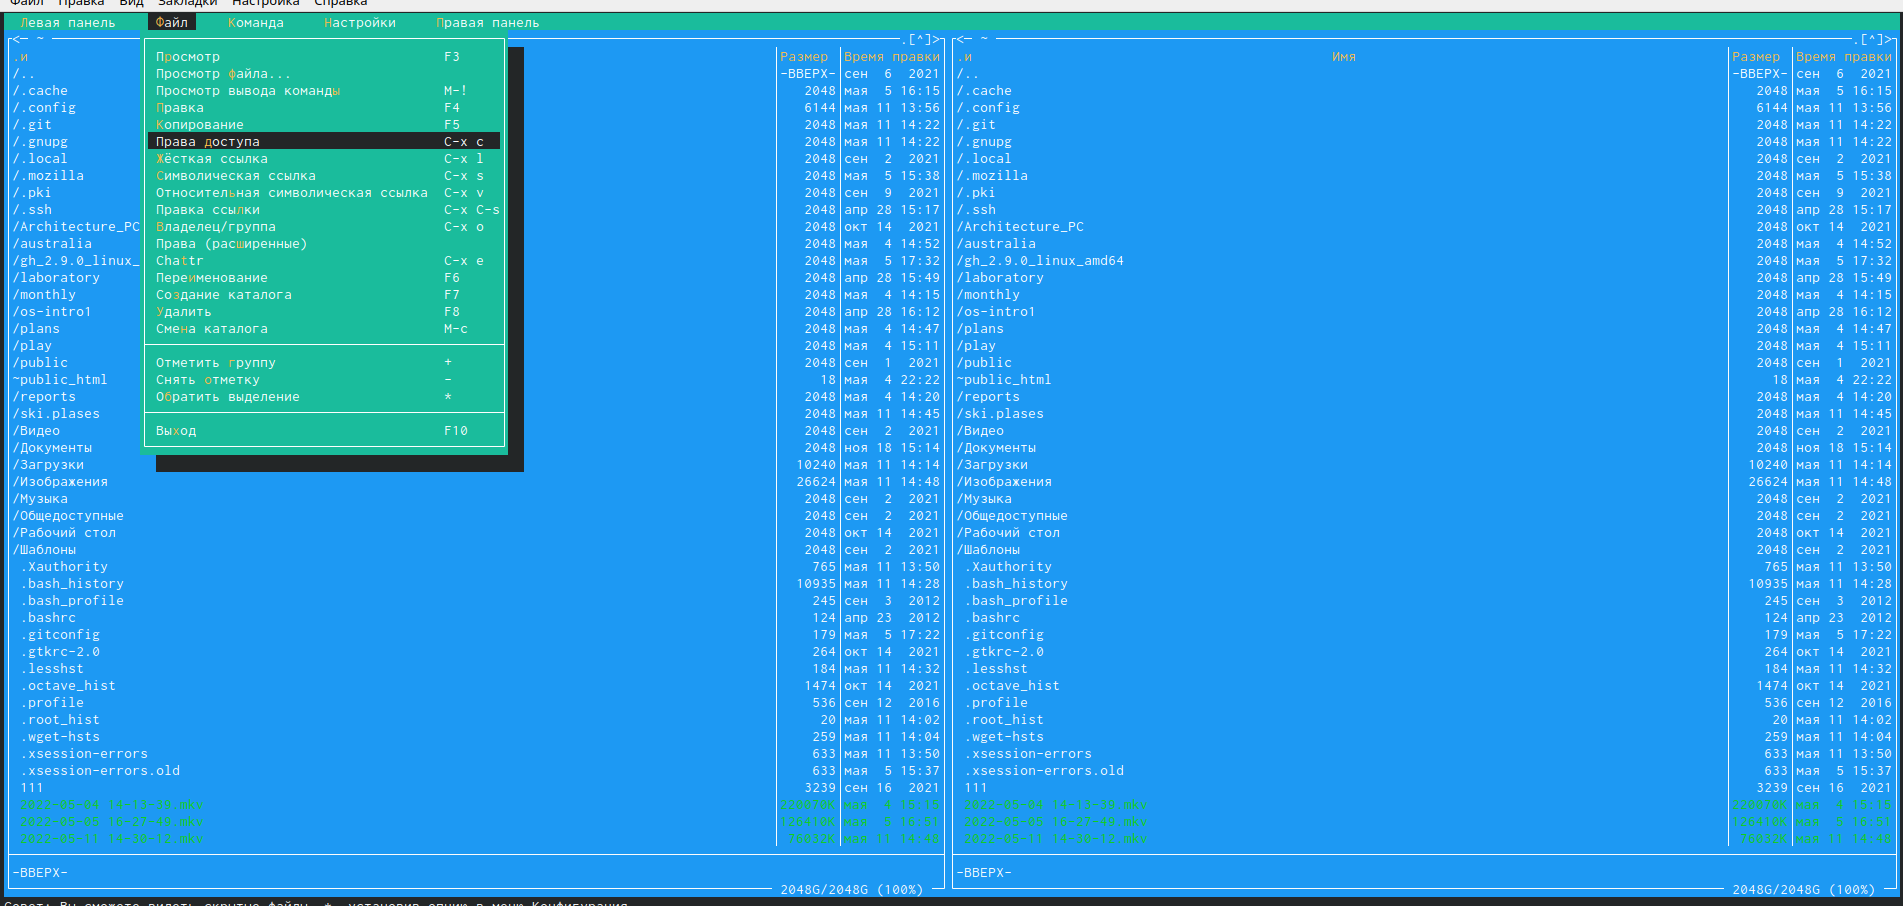 Файл Правка Вид Закладки Настройка Справка
Левая панель Файл Команда Настройки Правая панель
<─ ~ .[^]> <─ ~ .[^]>
.и Просмотр F3 Размер Время правки .и Имя Размер Время правки
/.. Просмотр файла... -ВВЕРХ- сен 6 2021 /.. -ВВЕРХ- сен 6 2021
/.cache Просмотр вывода команды M-! 2048 мая 5 16:15 /.cache 2048 мая 5 16:15
/.config Правка F4 6144 мая 11 13:56 /.config 6144 мая 11 13:56
/.git Копирование F5 2048 мая 11 14:22 /.git 2048 мая 11 14:22
/.gnupg Права доступа C-x c 2048 мая 11 14:22 /.gnupg 2048 мая 11 14:22
/.local Жёсткая ссылка C-x l 2048 сен 2 2021 /.local 2048 сен 2 2021
/.mozilla Символическая ссылка C-x s 2048 мая 5 15:38 /.mozilla 2048 мая 5 15:38
/.pki Относительная символическая ссылка C-x v 2048 сен 9 2021 /.pki 2048 сен 9 2021
/.ssh Правка ссылки C-x C-s 2048 апр 28 15:17 /.ssh 2048 апр 28 15:17
/Architecture_PC Владелец/группа C-x o 2048 окт 14 2021 /Architecture_PC 2048 окт 14 2021
/australia Права (расширенные) 2048 мая 4 14:52 /australia 2048 мая 4 14:52
/gh_2.9.0_linux_ Chattr C-x e 2048 мая 5 17:32 /gh_2.9.0_linux_amd64 2048 мая 5 17:32
/laboratory Переименование F6 2048 апр 28 15:49 /laboratory 2048 апр 28 15:49
/monthly Создание каталога F7 2048 мая 4 14:15 /monthly 2048 мая 4 14:15
/os-intro1 Удалить F8 2048 апр 28 16:12 /os-intro1 2048 апр 28 16:12
/plans Смена каталога M-c 2048 мая 4 14:47 /plans 2048 мая 4 14:47
/play 2048 мая 4 15:11 /play 2048 мая 4 15:11
/public Отметить группу + 2048 сен 1 2021 /public 2048 сен 1 2021
~public_html Снять отметку - 18 мая 4 22:22 ~public_html 18 мая 4 22:22
/reports Обратить выделение * 2048 мая 4 14:20 /reports 2048 мая 4 14:20
/ski.plases 2048 мая 11 14:45 /ski.plases 2048 мая 11 14:45
/Видео Выход F10 2048 сен 2 2021 /Видео 2048 сен 2 2021
/Документы 2048 ноя 18 15:14 /Документы 2048 ноя 18 15:14
/Загрузки 10240 мая 11 14:14 /Загрузки 10240 мая 11 14:14
/Изображения 26624 мая 11 14:48 /Изображения 26624 мая 11 14:48
/Музыка 2048 сен 2 2021 /Музыка 2048 сен 2 2021
/Общедоступные 2048 сен 2 2021 /Общедоступные 2048 сен 2 2021
/Рабочий стол 2048 окт 14 2021 /Рабочий стол 2048 окт 14 2021
/Шаблоны 2048 сен 2 2021 /Шаблоны 2048 сен 2 2021
.Xauthority 765 мая 11 13:50 .Xauthority 765 мая 11 13:50
.bash_history 10935 мая 11 14:28 .bash_history 10935 мая 11 14:28
.bash_profile 245 сен 3 2012 .bash_profile 245 сен 3 2012
.bashrc 124 апр 23 2012 .bashrc 124 апр 23 2012
.gitconfig 179 мая 5 17:22 .gitconfig 179 мая 5 17:22
.gtkrc-2.0 264 окт 14 2021 .gtkrc-2.0 264 окт 14 2021
.lesshst 184 мая 11 14:32 .lesshst 184 мая 11 14:32
.octave_hist 1474 окт 14 2021 .octave_hist 1474 окт 14 2021
.profile 536 сен 12 2016 .profile 536 сен 12 2016
.root_hist 20 мая 11 14:02 .root_hist 20 мая 11 14:02
.wget-hsts 259 мая 11 14:04 .wget-hsts 259 мая 11 14:04
.xsession-errors 633 мая 11 13:50 .xsession-errors 633 мая 11 13:50
.xsession-errors.old 633 мая 5 15:37 .xsession-errors.old 633 мая 5 15:37
111 3239 сен 16 2021 111 3239 сен 16 2021
-ВВЕРХ- -ВВЕРХ-
2048G/2048G (100%) 2048G/2048G (100%)
Совет: Вы сможете видеть скрытые файлы .*, установив опцию в меню Конфигурация.